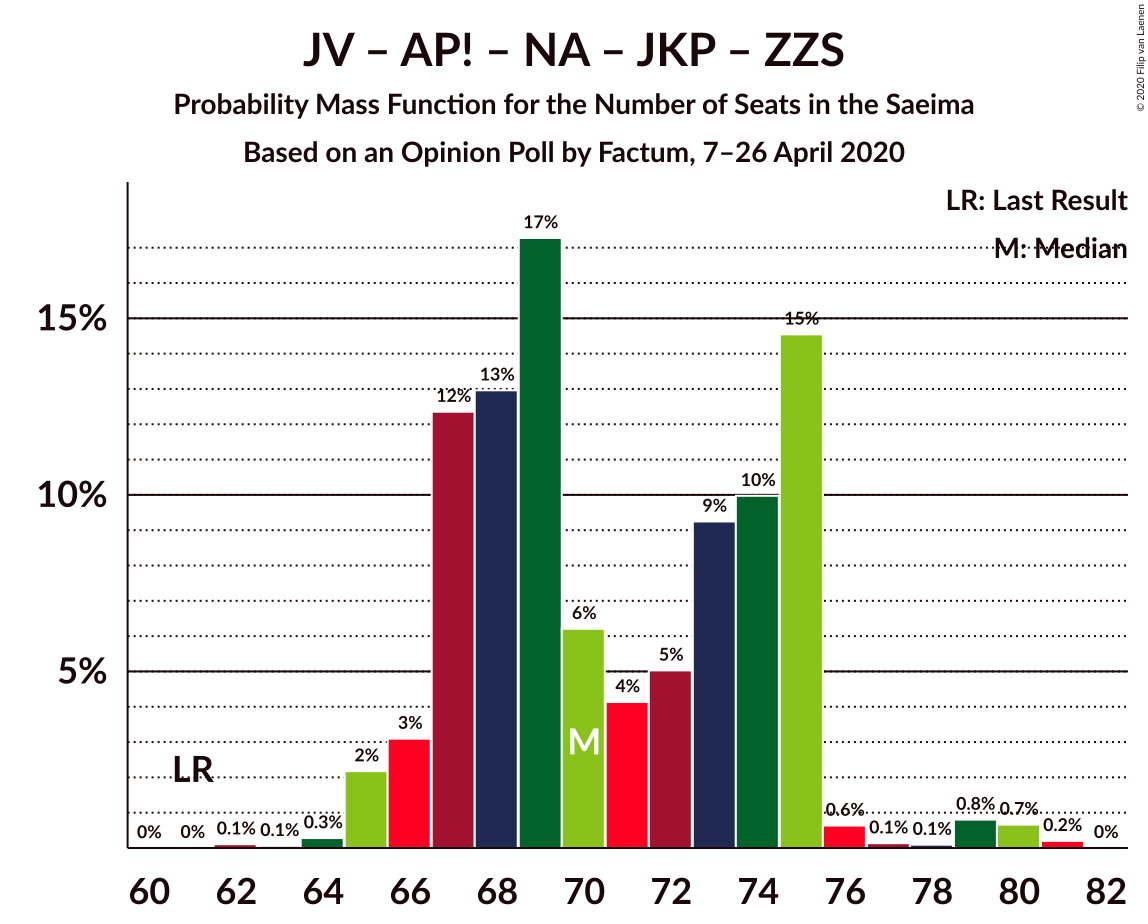 JV – AP! – NA – JKP – ZZS
Probability Mass Function for the Number of Seats in the Saeima
Based on an Opinion Poll by Factum, 7–26 April 2020
© 2020 Filip van Laenen
LR: Last Result
M: Median
17%
15%
15%
13%
12%
10%
10%
9%
6%
5%
5%
4%
3%
2%
M
LR
0%
0%
0.1%
0.1%
0.3%
0.6%
0.1%
0.1%
0.8%
0.7%
0.2%
0%
60 62 64 66 68 70 72 74 76 78 80 82